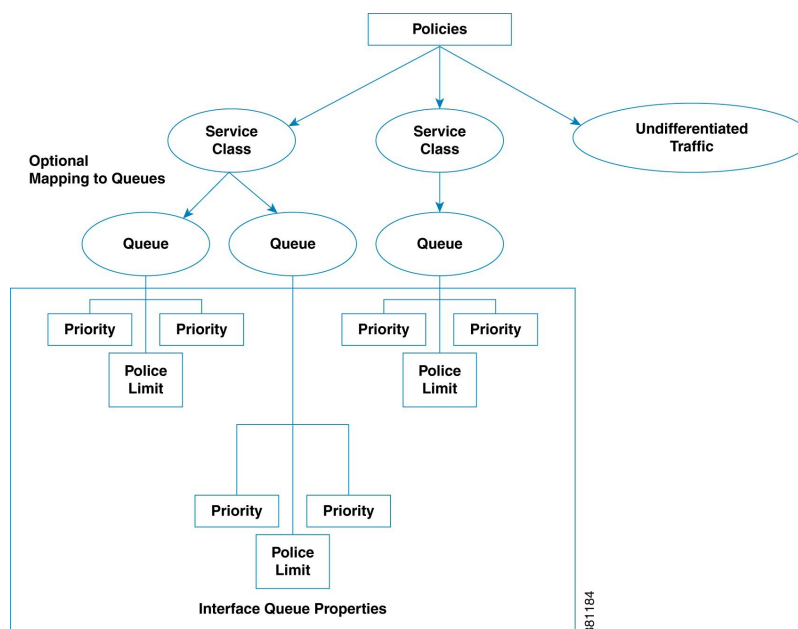 Policies
Service
Class
Service
Class
Undifferentiated
Traffic
Optional
Mapping to Queues
Queue
Queue
Queue
Priority
Priority
Priority
Priority
Police
Limit
Police
Limit
Priority
Priority
Police
Limit
Interface Queue Properties